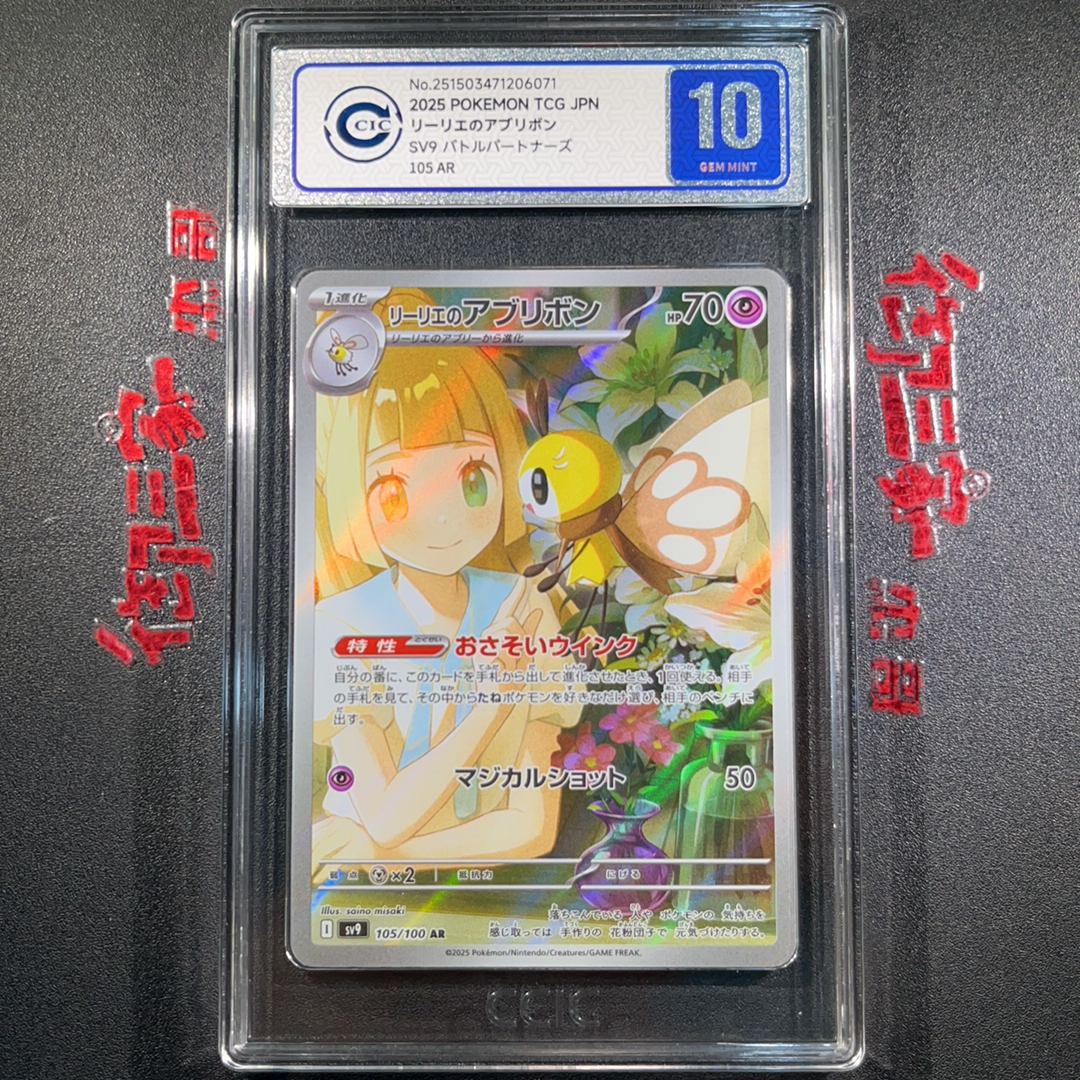 No.251503471206071
CIC
2025 POKEMON TCG JPN
リーリエのアブリボン
SV9 バトルパートナーズ
105 AR
10
GEM MINT
1進化
リーリエのアブリボン
HP70
リーリエのアブリーから進化
特性 とくせい おさそいウインク
自分の番に、このカードを手札から出して進化させたとき、1回使える。相手
の手札を見て、その中からたねポケモンを好きなだけ選び、相手のベンチに
出す。
マジカルショット 50
弱点 ×2 抵抗力 にげる
Illus. saino misaki
落ちこんでいる 人や ポケモンの 気持ちを
感じ取っては 手作りの 花粉団子で 元気づけたりする。
I sv9 105/100 AR
©2025 Pokémon/Nintendo/Creatures/GAME FREAK.